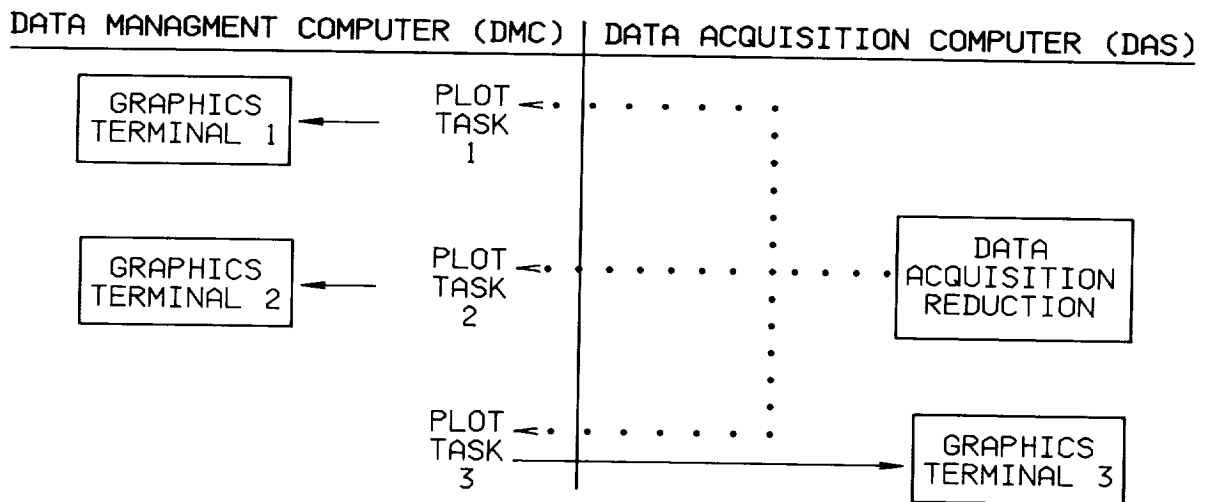 DATA MANAGMENT COMPUTER (DMC)
DATA ACQUISITION COMPUTER (DAS)
GRAPHICS
TERMINAL 1
PLOT
TASK
1
GRAPHICS
TERMINAL 2
PLOT
TASK
2
DATA
ACQUISITION
REDUCTION
PLOT
TASK
3
GRAPHICS
TERMINAL 3